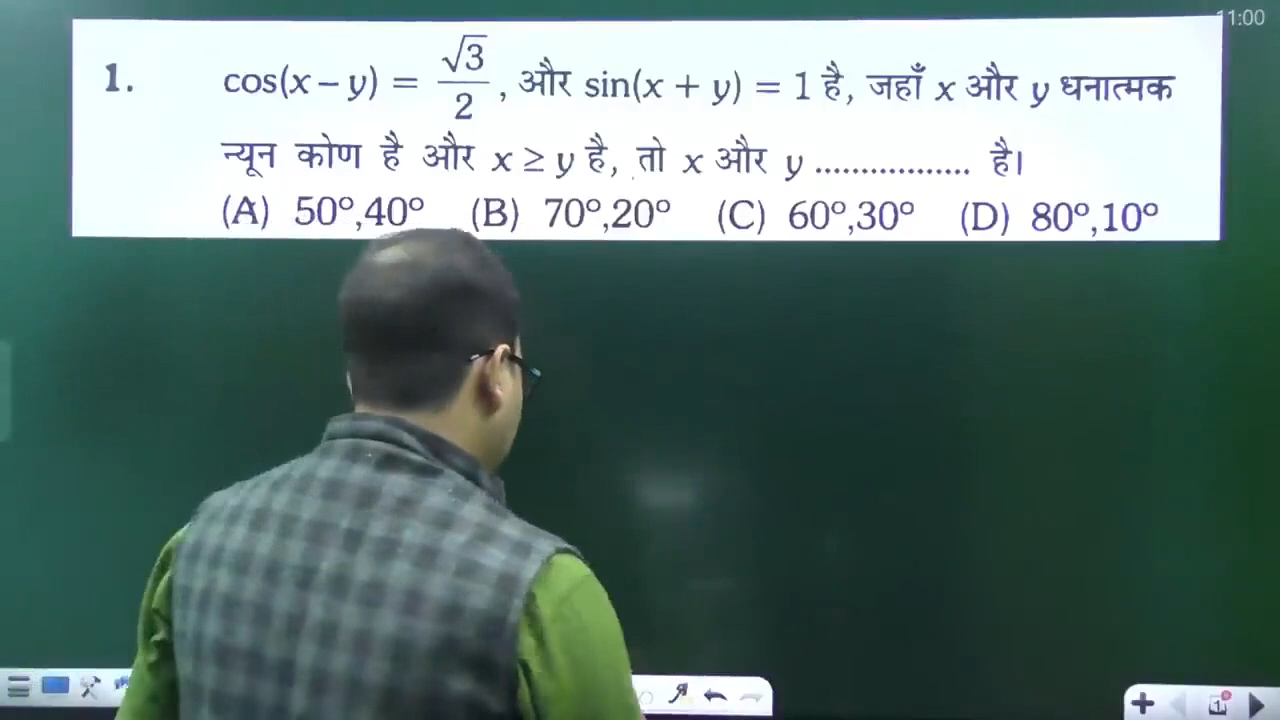 11:00
1. cos(x – y) = √3/2, और sin(x + y) = 1 है, जहाँ x और y धनात्मक
न्यून कोण है और x ≥ y है, तो x और y ................. है।
(A) 50°,40° (B) 70°,20° (C) 60°,30° (D) 80°,10°
1